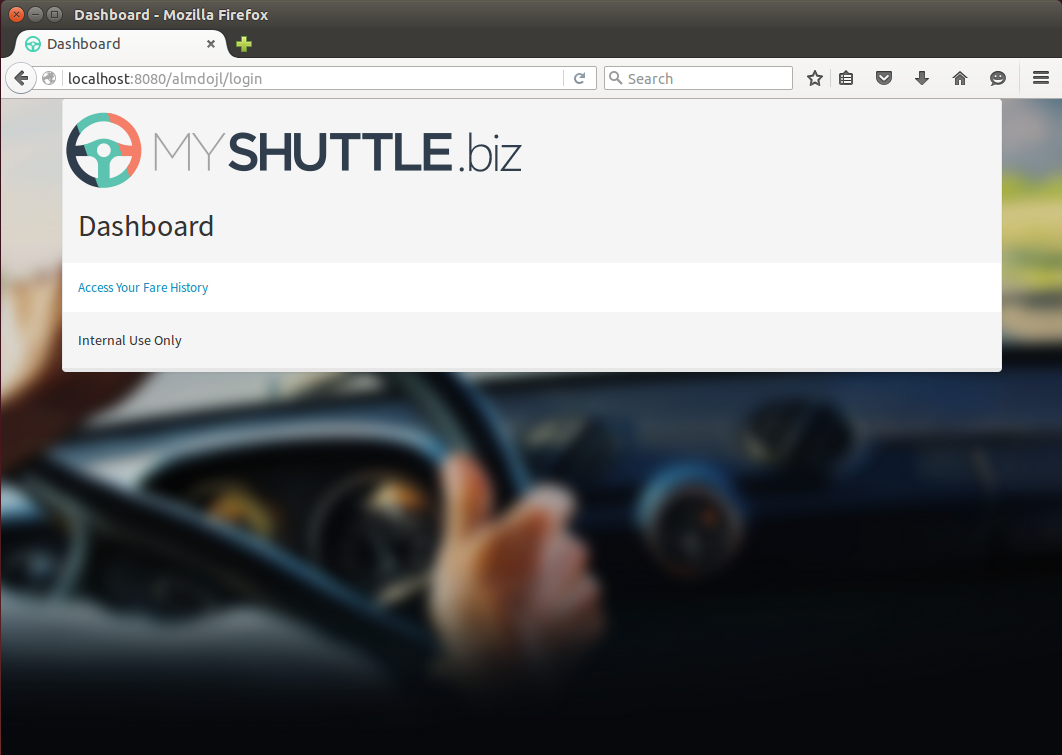 Dashboard - Mozilla Firefox
Dashboard
localhost:8080/almdojl/login
Search
MYSHUTTLE.biz
Dashboard
Access Your Fare History
Internal Use Only